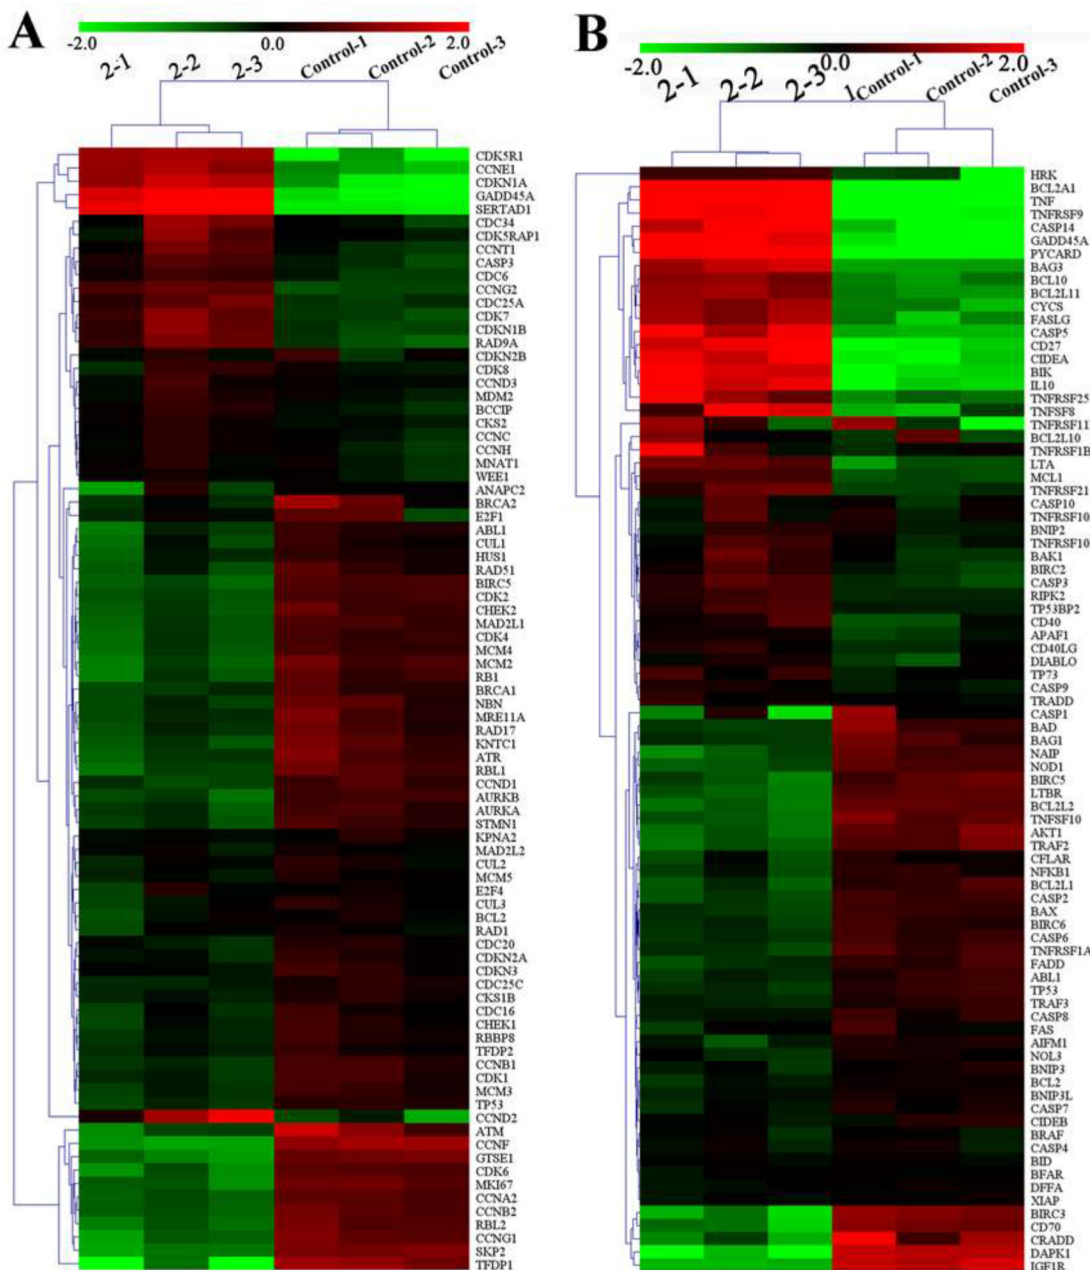 A
B
-2.0 0.0 2.0
2-1 2-2 2-3 Control-1 Control-2 Control-3
CDK5R1
CCNE1
CDKN1A
GADD45A
SERTAD1
CDC34
CDK5RAP1
CCNT1
CASP3
CDC6
CCNG2
CDC25A
CDK7
CDKN1B
RAD9A
CDKN2B
CDK8
CCND3
MDM2
BCCIP
CKS2
CCNC
CCNH
MNAT1
WEE1
ANAPC2
BRCA2
E2F1
ABL1
CUL1
HUS1
RAD51
BIRC5
CDK2
CHEK2
MAD2L1
CDK4
MCM4
MCM2
RB1
BRCA1
NBN
MRE11A
RAD17
KNTC1
ATR
RBL1
CCND1
AURKB
AURKA
STMN1
KPNA2
MAD2L2
CUL2
MCM5
E2F4
CUL3
BCL2
RAD1
CDC20
CDKN2A
CDKN3
CDC25C
CKS1B
CDC16
CHEK1
RBBP8
TFDP2
CCNB1
CDK1
MCM3
TP53
CCND2
ATM
CCNF
GTSE1
CDK6
MKI67
CCNA2
CCNB2
RBL2
CCNG1
SKP2
TFDP1
-2.0 0.0 2.0
2-1 2-2 2-3 1Control-1 Control-2 Control-3
HRK
BCL2A1
TNF
TNFRSF9
CASP14
GADD45A
PYCARD
BAG3
BCL10
BCL2L11
CYCS
FASLG
CASP5
CD27
CIDEA
BIK
IL10
TNFRSF25
TNFSF8
TNFRSF11
BCL2L10
TNFRSF1B
LTA
MCL1
TNFRSF21
CASP10
TNFRSF10
BNIP2
TNFRSF10
BAK1
BIRC2
CASP3
RIPK2
TP53BP2
CD40
APAF1
CD40LG
DIABLO
TP73
CASP9
TRADD
CASP1
BAD
BAG1
NAIP
NOD1
BIRC5
LTBR
BCL2L2
TNFSF10
AKT1
TRAF2
CFLAR
NFKB1
BCL2L1
CASP2
BAX
BIRC6
CASP6
TNFRSF1A
FADD
ABL1
TP53
TRAF3
CASP8
FAS
AIFM1
NOL3
BNIP3
BCL2
BNIP3L
CASP7
CIDEB
BRAF
CASP4
BID
BFAR
DFFA
XIAP
BIRC3
CD70
CRADD
DAPK1
IGF1R